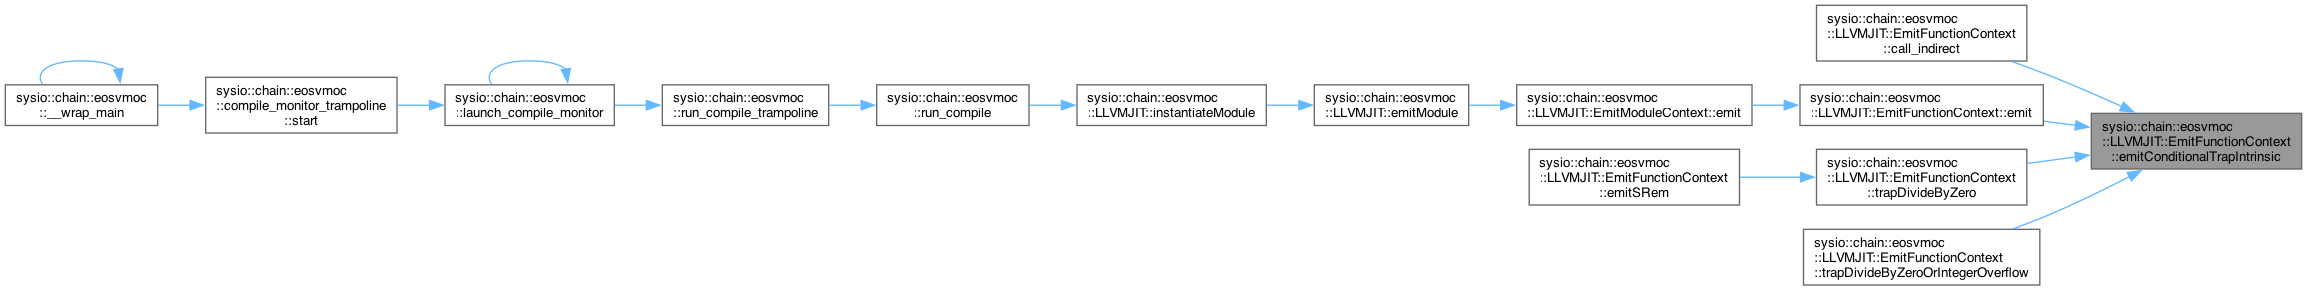 sysio::chain::eosvmoc
::__wrap_main
sysio::chain::eosvmoc
::compile_monitor_trampoline
::start
sysio::chain::eosvmoc
::launch_compile_monitor
sysio::chain::eosvmoc
::run_compile_trampoline
sysio::chain::eosvmoc
::run_compile
sysio::chain::eosvmoc
::LLVMJIT::instantiateModule
sysio::chain::eosvmoc
::LLVMJIT::emitModule
sysio::chain::eosvmoc
::LLVMJIT::EmitModuleContext::emit
sysio::chain::eosvmoc
::LLVMJIT::EmitFunctionContext
::emitSRem
sysio::chain::eosvmoc
::LLVMJIT::EmitFunctionContext
::call_indirect
sysio::chain::eosvmoc
::LLVMJIT::EmitFunctionContext::emit
sysio::chain::eosvmoc
::LLVMJIT::EmitFunctionContext
::trapDivideByZero
sysio::chain::eosvmoc
::LLVMJIT::EmitFunctionContext
::trapDivideByZeroOrIntegerOverflow
sysio::chain::eosvmoc
::LLVMJIT::EmitFunctionContext
::emitConditionalTrapIntrinsic